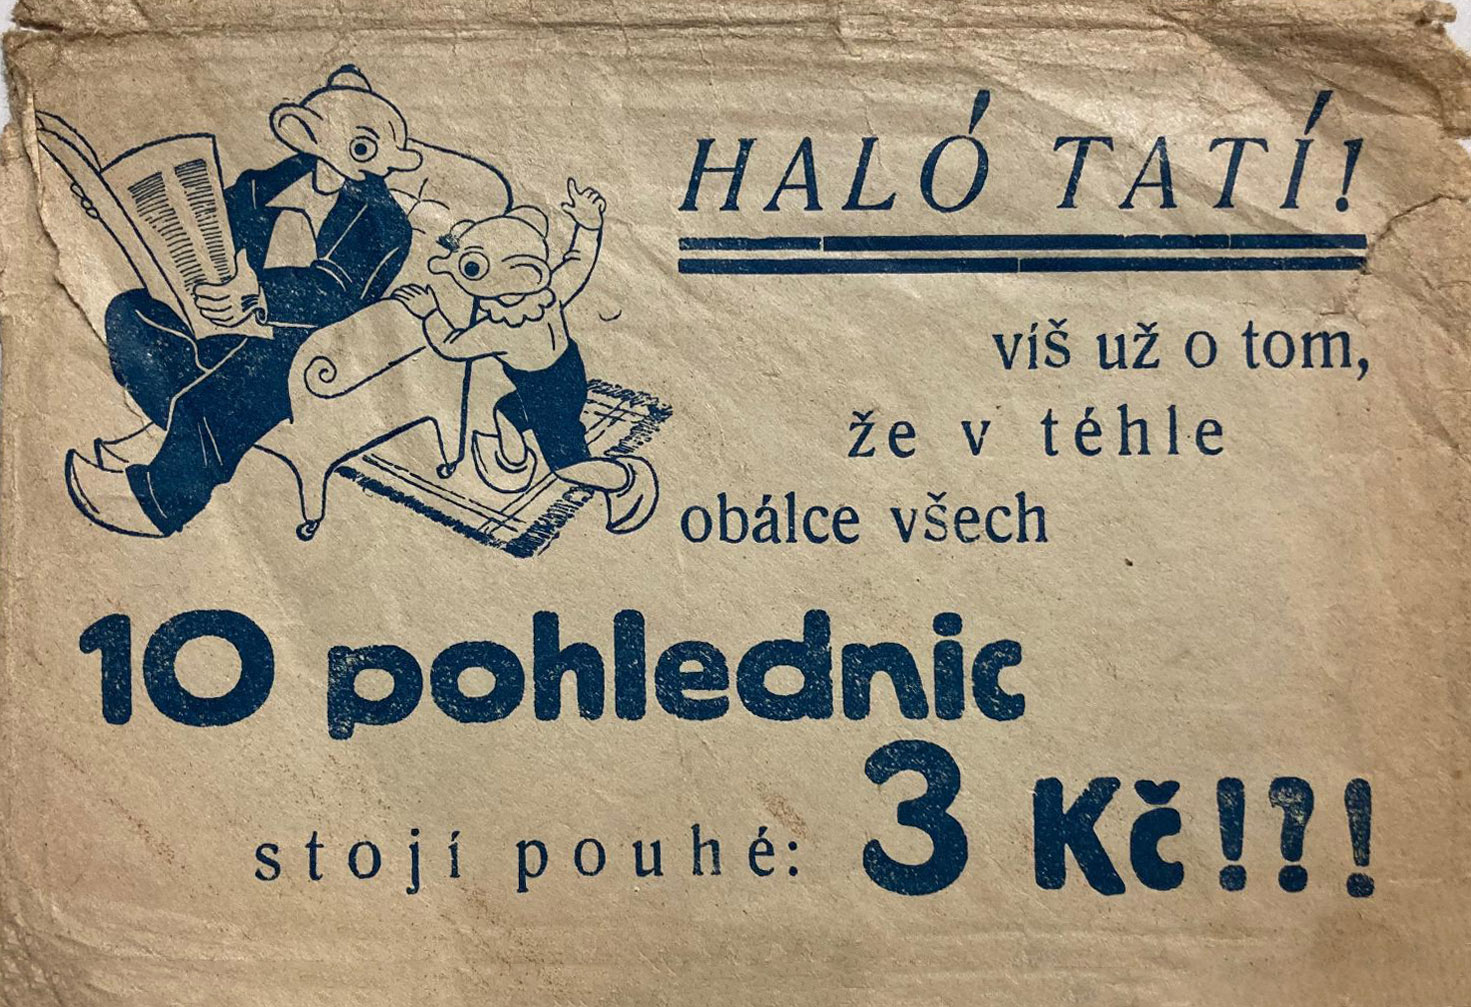 HALÓ TATÍ!
víš už o tom,
že v téhle
obálce všech
10 pohlednic
stojí pouhé: 3 Kč!?!